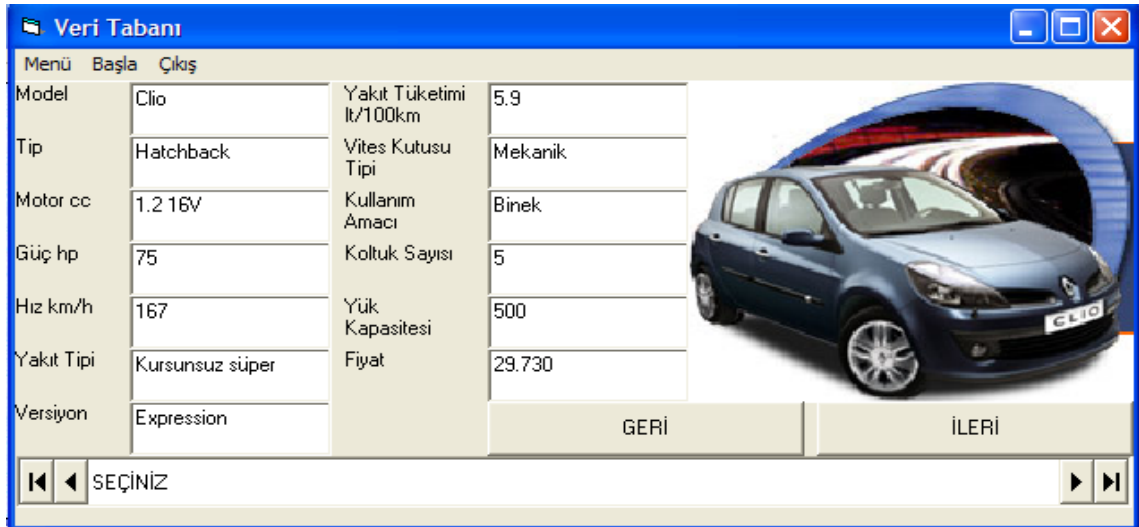 Veri Tabanı
Menü Başla Çıkış
Model
Clio
Tip
Hatchback
Motor cc
1.2 16V
Güç hp
75
Hız km/h
167
Yakıt Tipi
Kursunsuz süper
Versiyon
Expression
Yakıt Tüketimi
lt/100km
5.9
Vites Kutusu
Tipi
Mekanik
Kullanım
Amacı
Binek
Koltuk Sayısı
5
Yük
Kapasitesi
500
Fiyat
29.730
CLIO
GERİ
İLERİ
SEÇİNİZ